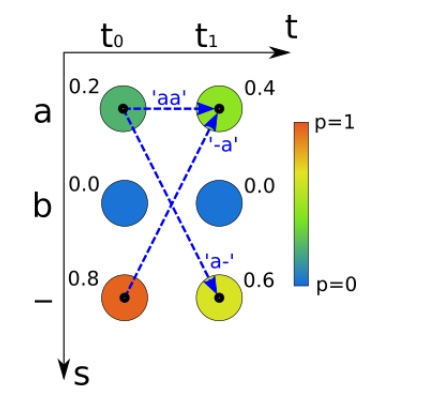 t
t₀ t₁
0.2 0.4
a 'aa'
p=1
'-a'
0.0 0.0
b
'a-'
0.8 0.6 p=0
–
s